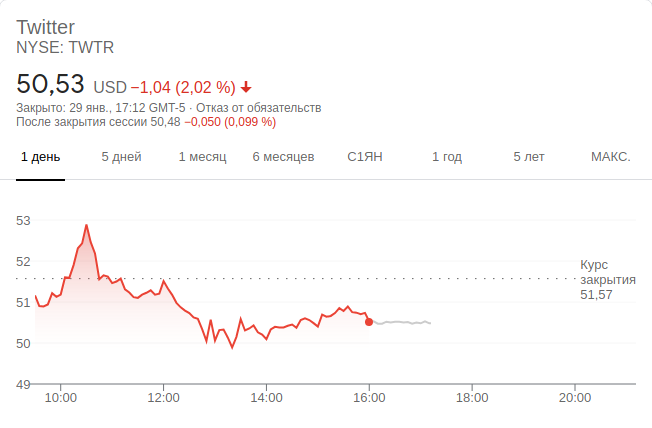 Twitter
NYSE: TWTR
50,53 USD −1,04 (2,02 %)
Закрыто: 29 янв., 17:12 GMT-5 · Отказ от обязательств
После закрытия сессии 50,48 −0,050 (0,099 %)
1 день 5 дней 1 месяц 6 месяцев С1ЯН 1 год 5 лет МАКС.
53
52
51
50
49
Курс
закрытия
51,57
10:00 12:00 14:00 16:00 18:00 20:00